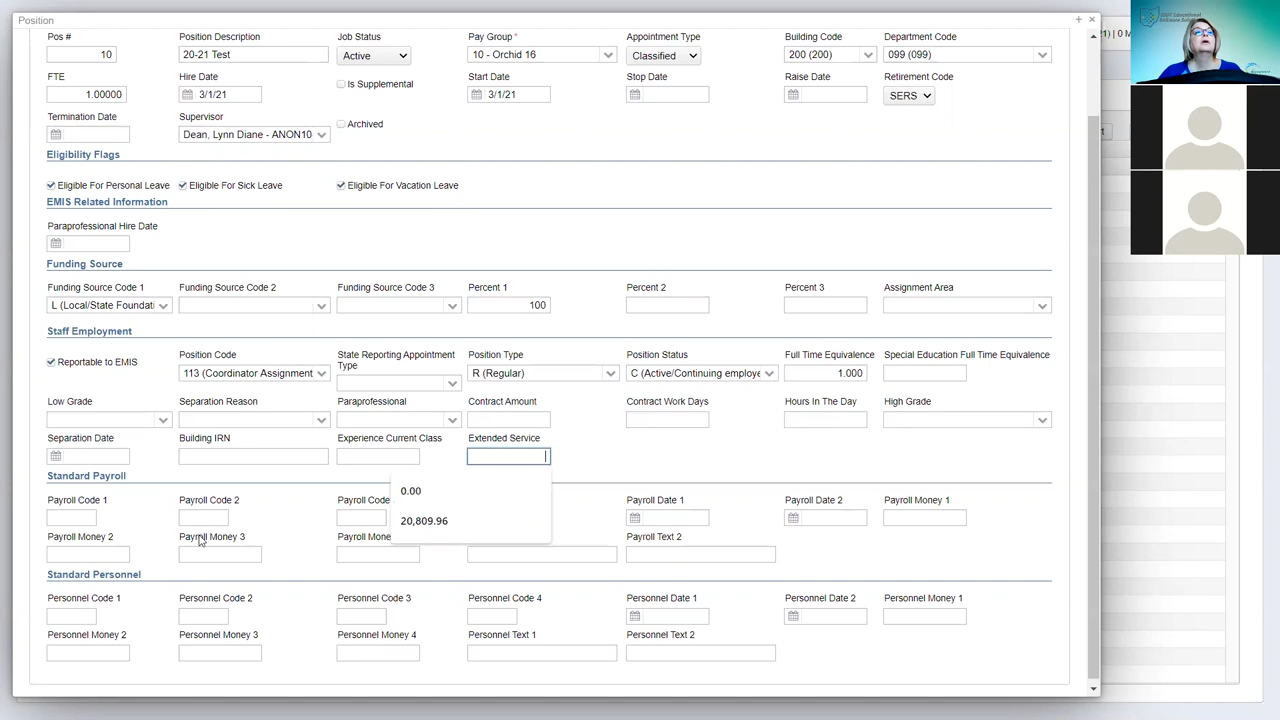 Position
Pos # Position Description Job Status Pay Group * Appointment Type Building Code Department Code
10 20-21 Test Active 10 - Orchid 16 Classified 200 (200) 099 (099)
FTE Hire Date Is Supplemental Start Date Stop Date Raise Date Retirement Code
1.00000 3/1/21 3/1/21 SERS
Termination Date Supervisor Archived
Dean, Lynn Diane - ANON10
Eligibility Flags
Eligible For Personal Leave Eligible For Sick Leave Eligible For Vacation Leave
EMIS Related Information
Paraprofessional Hire Date
Funding Source
Funding Source Code 1 Funding Source Code 2 Funding Source Code 3 Percent 1 Percent 2 Percent 3 Assignment Area
L (Local/State Foundati 100
Staff Employment
Reportable to EMIS Position Code State Reporting Appointment Type Position Type Position Status Full Time Equivalence Special Education Full Time Equivalence
113 (Coordinator Assignment R (Regular) C (Active/Continuing employe 1.000
Low Grade Separation Reason Paraprofessional Contract Amount Contract Work Days Hours In The Day High Grade
Separation Date Building IRN Experience Current Class Extended Service
Standard Payroll
Payroll Code 1 Payroll Code 2 Payroll Code 0.00 Payroll Date 1 Payroll Date 2 Payroll Money 1
20,809.96
Payroll Money 2 Payroll Money 3 Payroll Mone Payroll Text 2
Standard Personnel
Personnel Code 1 Personnel Code 2 Personnel Code 3 Personnel Code 4 Personnel Date 1 Personnel Date 2 Personnel Money 1
Personnel Money 2 Personnel Money 3 Personnel Money 4 Personnel Text 1 Personnel Text 2